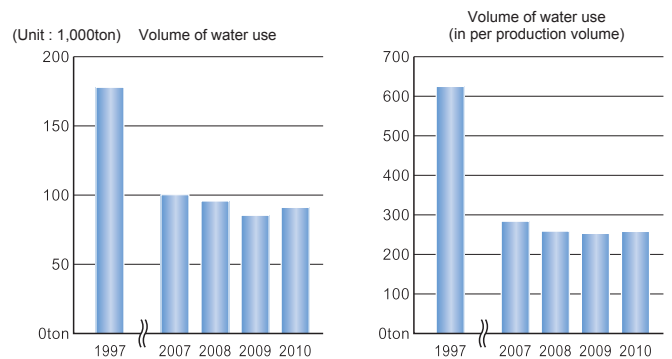 (Unit : 1,000ton) Volume of water use
200
150
100
50
0ton
1997 2007 2008 2009 2010
Volume of water use
(in per production volume)
700
600
500
400
300
200
100
0ton
1997 2007 2008 2009 2010